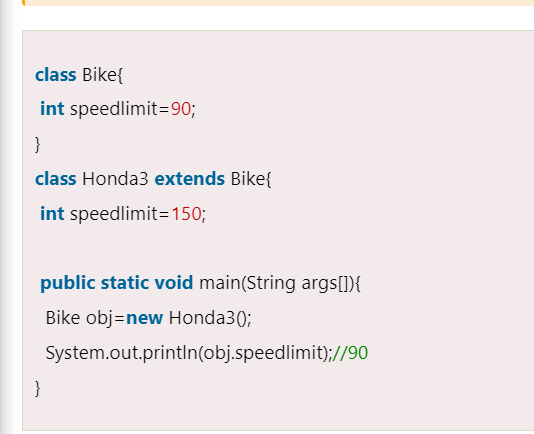 class Bike{
int speedlimit=90;
}
class Honda3 extends Bike{
int speedlimit=150;
public static void main(String args[]){
Bike obj=new Honda3();
System.out.println(obj.speedlimit);//90
}